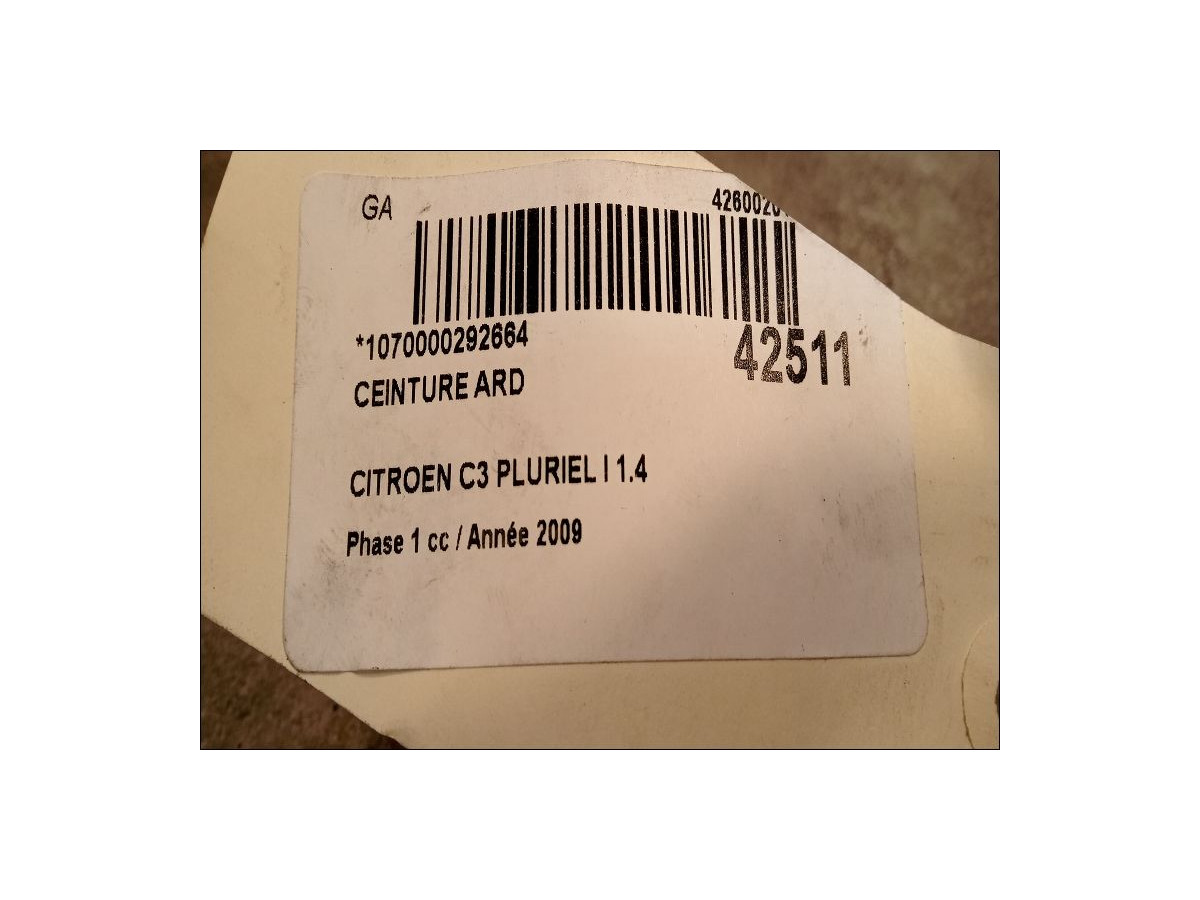 GA
*1070000292664
42511
CEINTURE ARD
CITROEN C3 PLURIEL I 1.4
Phase 1 cc / Année 2009